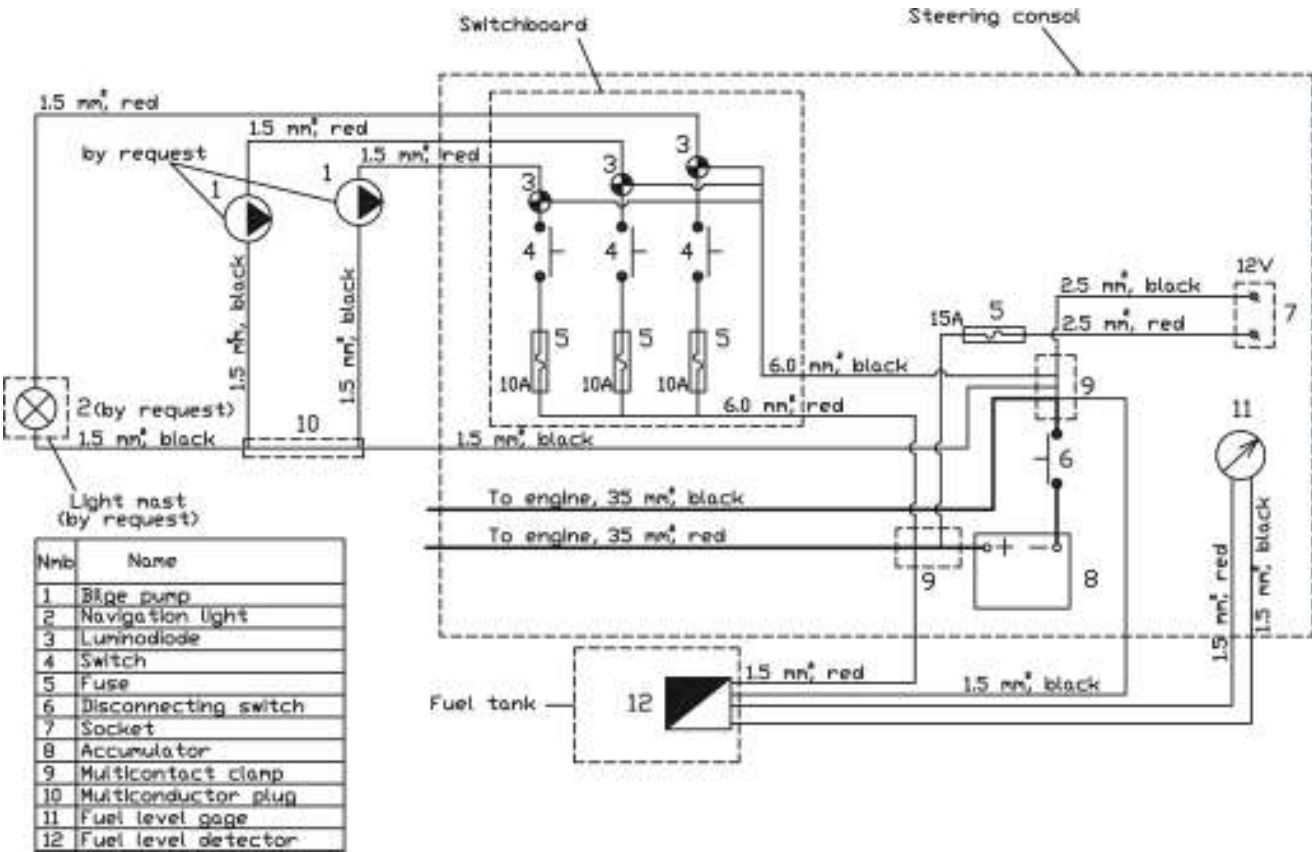 Steering consol
Switchboard
1.5 mm², red
1.5 mm², red
by request
1.5 mm², red
1
1
3
3
3
4
4
4
1.5 mm², black
1.5 mm², black
5
5
5
10A
10A
10A
12V
2.5 mm², black
7
15A
5
2.5 mm², red
6.0 mm², black
9
6.0 mm², red
11
2(by request)
10
1.5 mm², black
1.5 mm², black
6
Light mast
(by request)
To engine, 35 mm², black
To engine, 35 mm², red
+
-
9
8
1.5 mm², red
1.5 mm², black
Fuel tank
12
1.5 mm², red
1.5 mm², black
Nmb Name
1 Bilge pump
2 Navigation light
3 Luminodiode
4 Switch
5 Fuse
6 Disconnecting switch
7 Socket
8 Accumulator
9 Multicontact clamp
10 Multiconductor plug
11 Fuel level gage
12 Fuel level detector